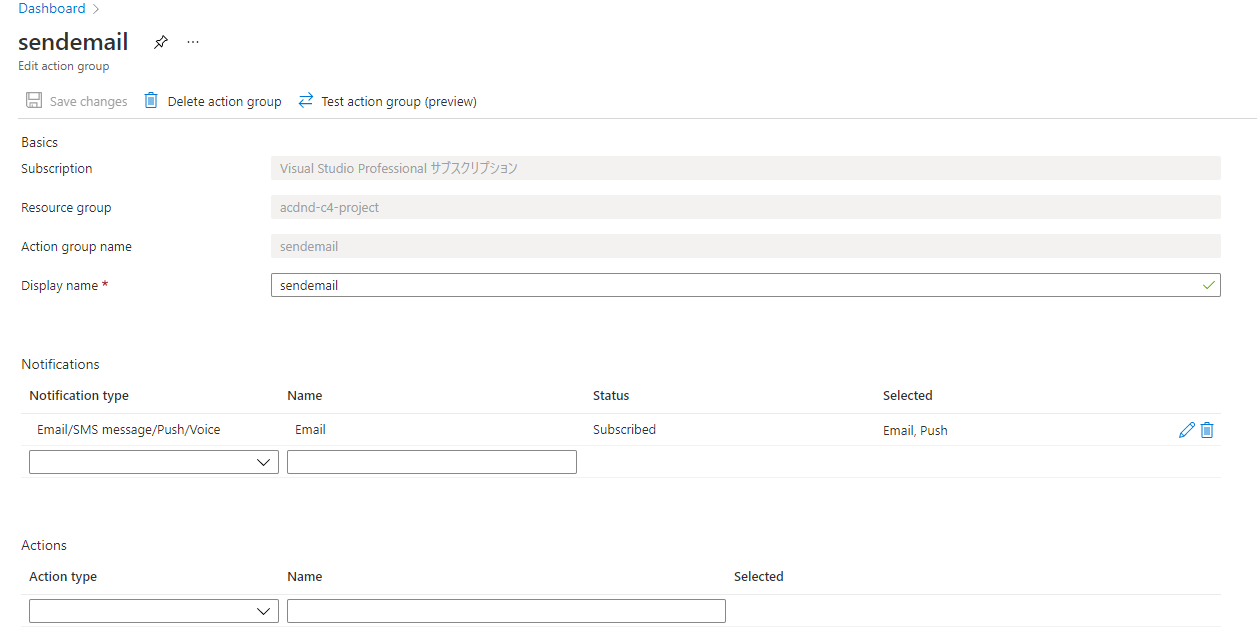 Dashboard >
sendemail
Edit action group
Save changes Delete action group Test action group (preview)
Basics
Subscription Visual Studio Professional サブスクリプション
Resource group acdnd-c4-project
Action group name sendemail
Display name * sendemail
Notifications
Notification type Name Status Selected
Email/SMS message/Push/Voice Email Subscribed Email, Push
Actions
Action type Name Selected